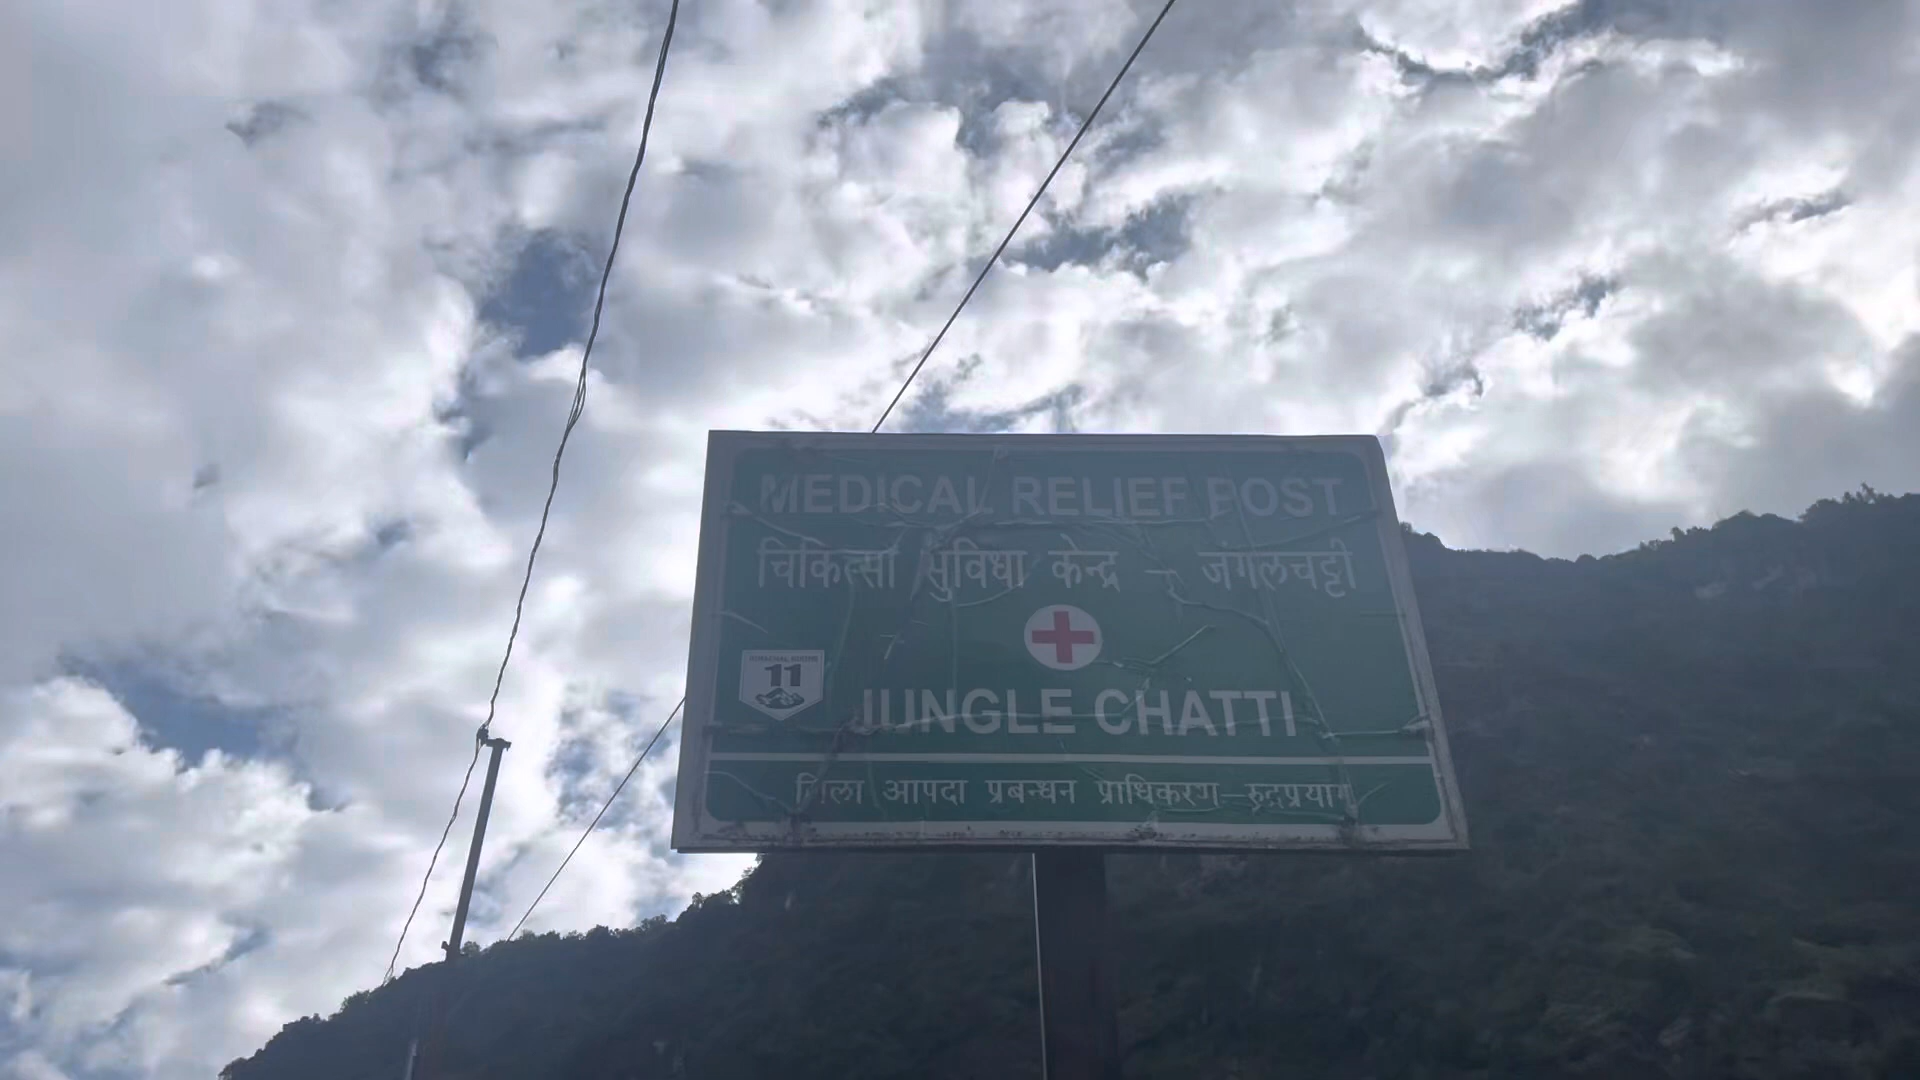 MEDICAL RELIEF POST
चिकित्सा सुविधा केन्द्र - जंगलचट्टी
11
JUNGLE CHATTI
जिला आपदा प्रबन्धन प्राधिकरण-रुद्रप्रयाग